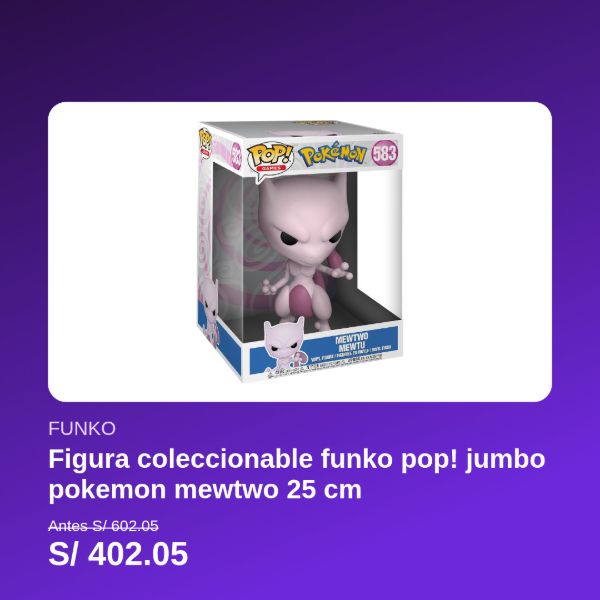 POP! POKÉMON 583
GAMES
583
MEWTWO
MEWTU
FUNKO
Figura coleccionable funko pop! jumbo
pokemon mewtwo 25 cm
Antes S/ 602.05
S/ 402.05